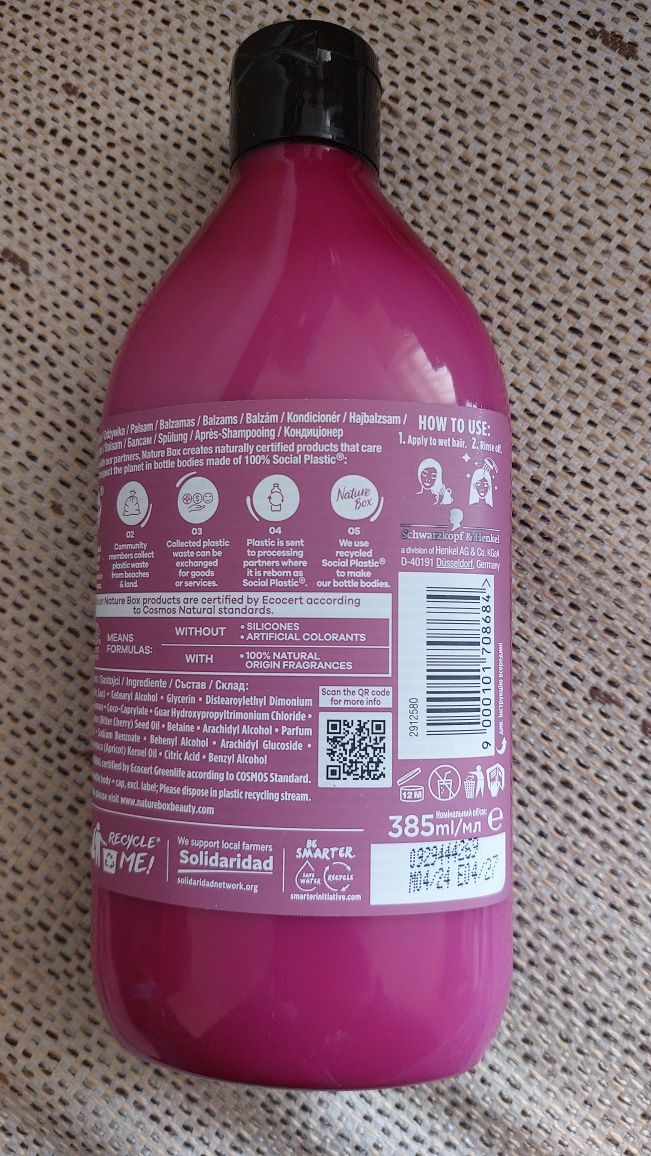 / Odżywka / Palsam / Balzamas / Balzams / Balzám / Kondicionér / Hajbalzsam /
/ Balsam / Бансам / Spülung / Après-Shampooing / Кондиціонер
our partners, Nature Box creates naturally certified products that care
respect the planet in bottle bodies made of 100% Social Plastic®:
02
Community
members collect
plastic waste
from beaches
& land.
03
Collected plastic
waste can be
exchanged
for goods
or services.
04
Plastic is sent
to processing
partners where
it is reborn as
Social Plastic®.
Nature
Box
05
We use
recycled
Social Plastic®
to make
our bottle bodies.
our Nature Box products are certified by Ecocert according
to Cosmos Natural standards.
MEANS
FORMULAS:
WITHOUT
• SILICONES
• ARTIFICIAL COLORANTS
WITH
• 100% NATURAL
ORIGIN FRAGRANCES
/ Sastojci / Ingrediente / Състав / Склад:
• Cetearyl Alcohol • Glycerin • Distearoylethyl Dimonium
• Coco-Caprylate • Guar Hydroxypropyltrimonium Chloride •
(Bitter Cherry) Seed Oil • Betaine • Arachidyl Alcohol • Parfum
• Sodium Benzoate • Behenyl Alcohol • Arachidyl Glucoside •
(Apricot) Kernel Oil • Citric Acid • Benzyl Alcohol
certified by Ecocert Greenlife according to COSMOS Standard.
body + cap, excl. label; Please dispose in plastic recycling stream.
please visit www.natureboxbeauty.com
Scan the QR code
for more info
RECYCLE*
ME!
We support local farmers
Solidaridad
solidaridadnetwork.org
BE
SMARTER.
SAVE
WATER
RECYCLE
smarterinitiative.com
HOW TO USE:
1. Apply to wet hair. 2. Rinse off.
Schwarzkopf & Henkel
a division of Henkel AG & Co. KGaA
D-40191 Düsseldorf, Germany
2912580
9 000101 708684 >
див. інструкцію всередині
12 M
Номінальний об'єм:
385ml/мл e
M04/24 E04/27